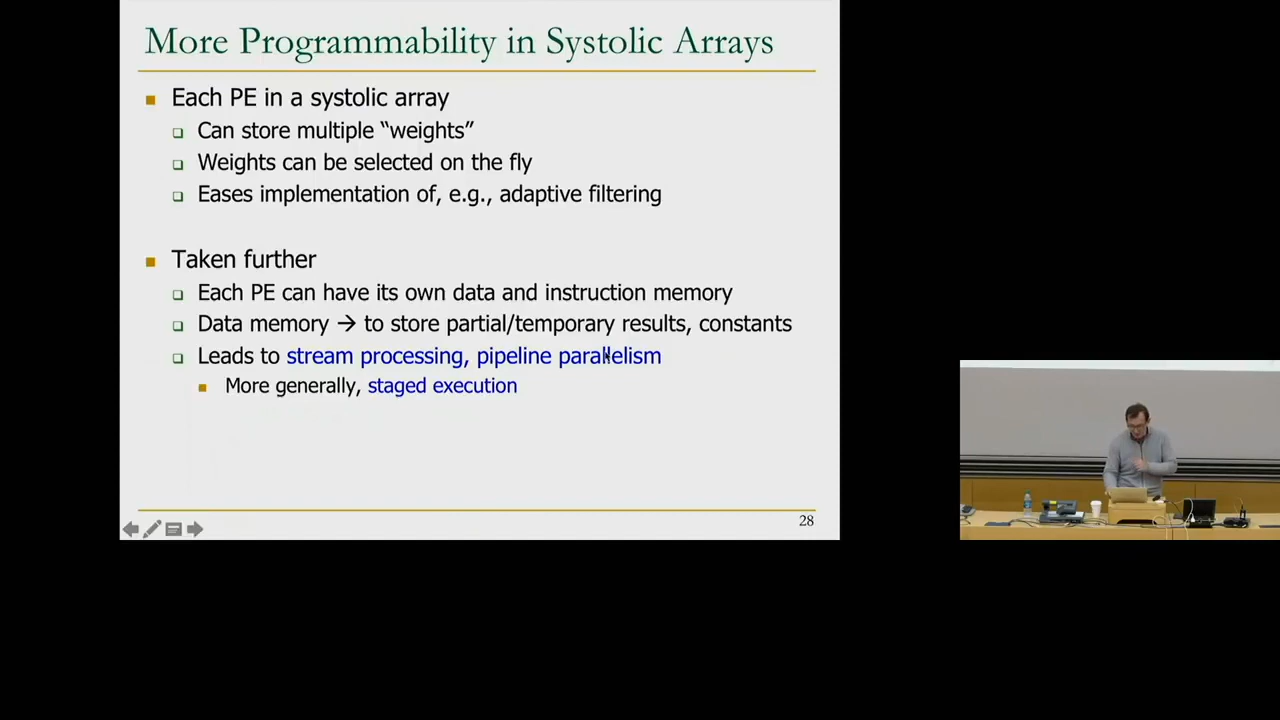 More Programmability in Systolic Arrays
Each PE in a systolic array
Can store multiple “weights”
Weights can be selected on the fly
Eases implementation of, e.g., adaptive filtering
Taken further
Each PE can have its own data and instruction memory
Data memory → to store partial/temporary results, constants
Leads to stream processing, pipeline parallelism
More generally, staged execution
28